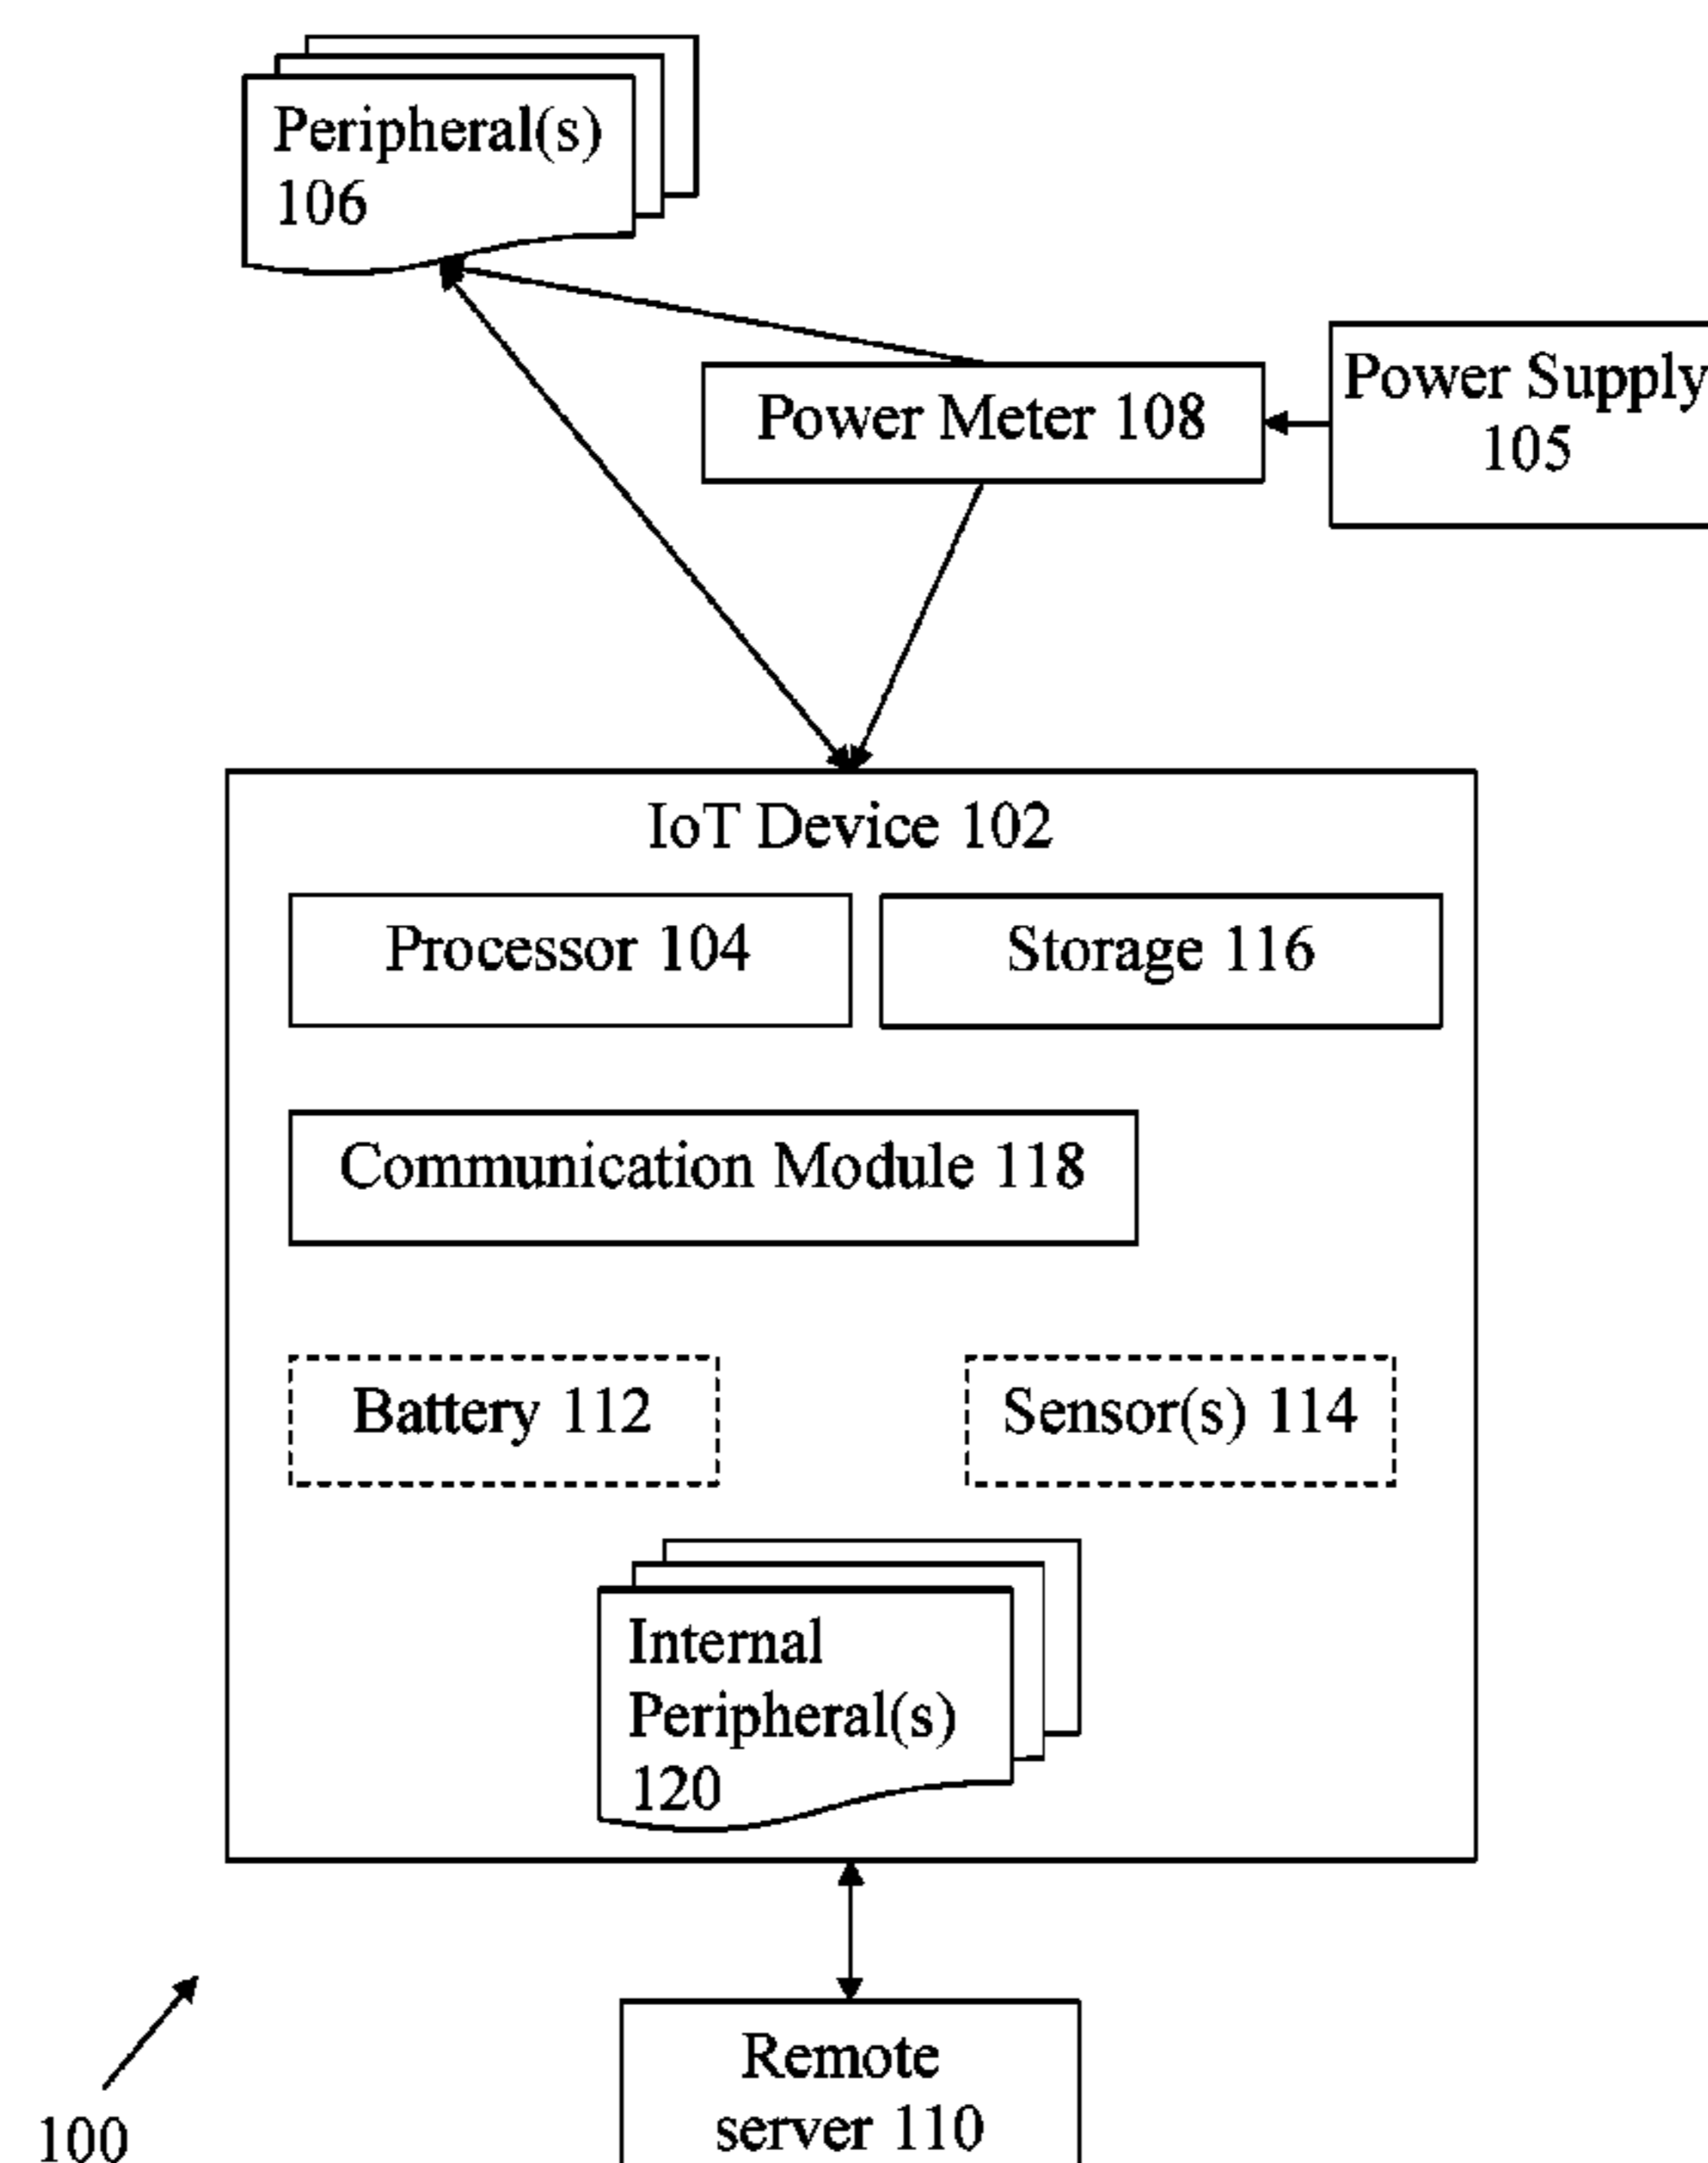 Peripheral(s)
106
Power Meter 108
Power Supply
105
IoT Device 102
Processor 104
Storage 116
Communication Module 118
Battery 112
Sensor(s) 114
Internal
Peripheral(s)
120
Remote
server 110
100